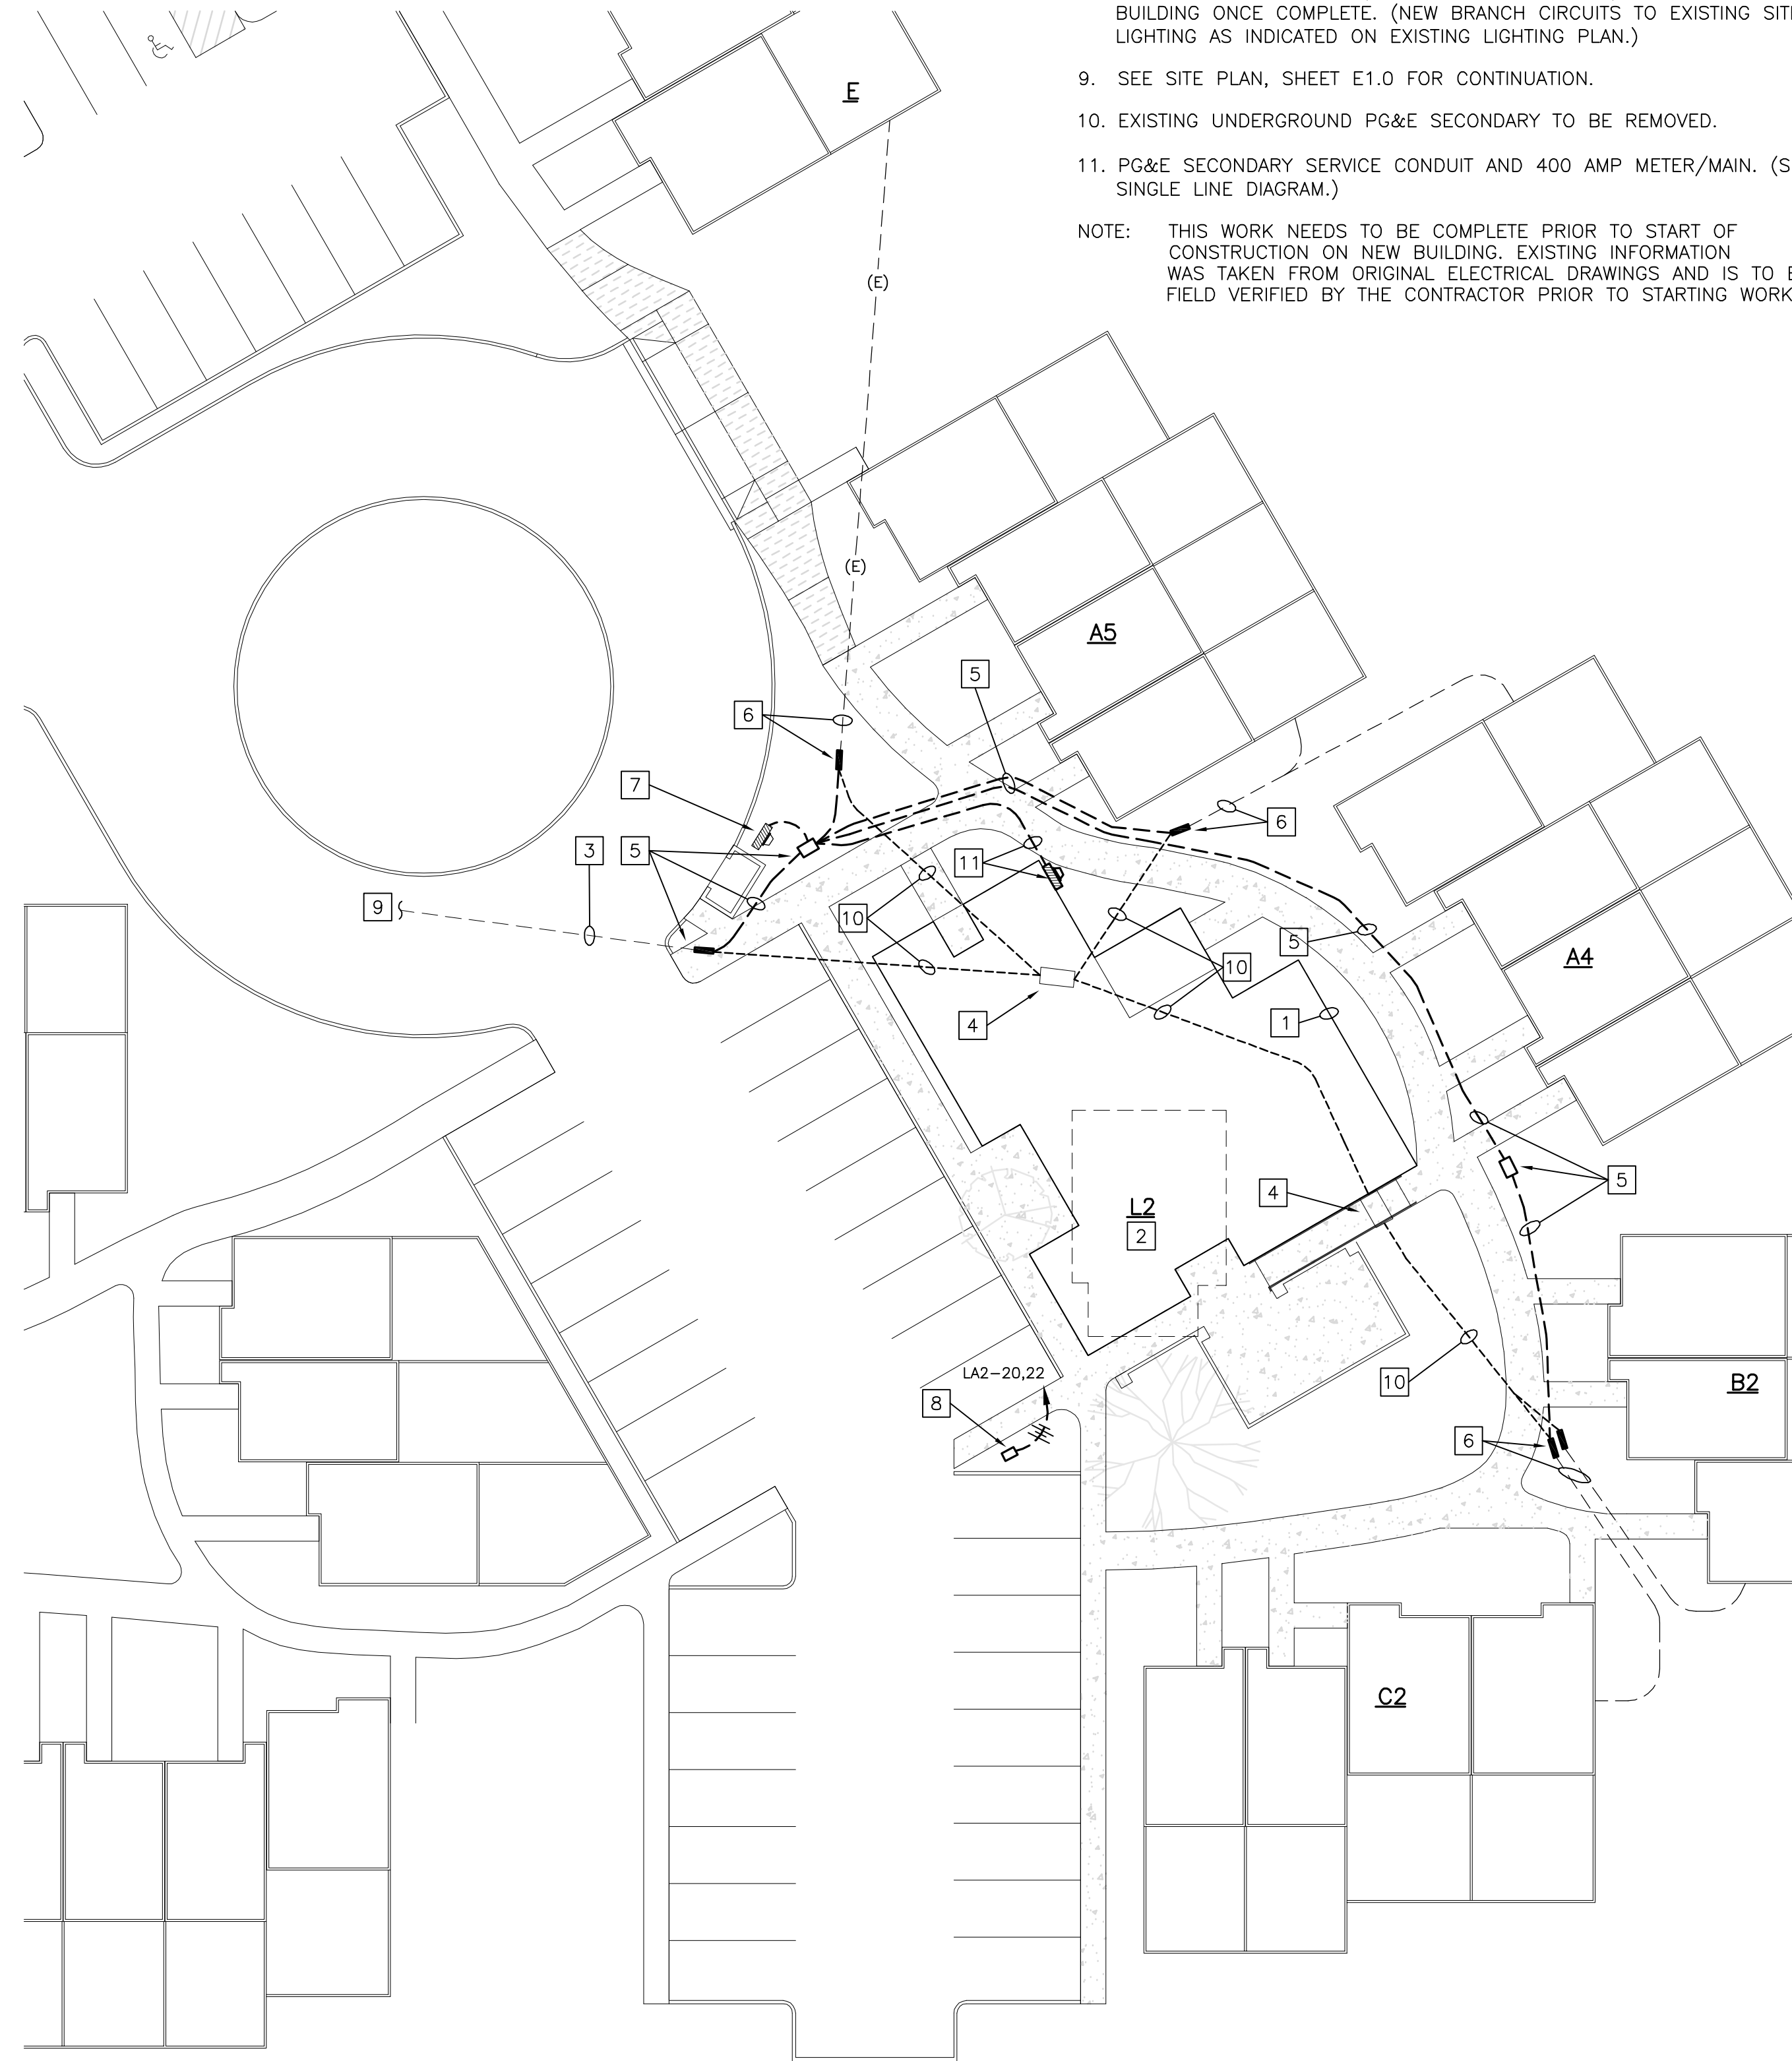 BUILDING ONCE COMPLETE. (NEW BRANCH CIRCUITS TO EXISTING SITE
LIGHTING AS INDICATED ON EXISTING LIGHTING PLAN.)
9. SEE SITE PLAN, SHEET E1.0 FOR CONTINUATION.
10. EXISTING UNDERGROUND PG&E SECONDARY TO BE REMOVED.
11. PG&E SECONDARY SERVICE CONDUIT AND 400 AMP METER/MAIN. (S
SINGLE LINE DIAGRAM.)
NOTE: THIS WORK NEEDS TO BE COMPLETE PRIOR TO START OF
CONSTRUCTION ON NEW BUILDING. EXISTING INFORMATION
WAS TAKEN FROM ORIGINAL ELECTRICAL DRAWINGS AND IS TO B
FIELD VERIFIED BY THE CONTRACTOR PRIOR TO STARTING WORK
E
(E)
(E)
A5
5
6
7
6
3
5
11
9
10
5
A4
10
4
1
5
4
L2
2
LA2-20,22
8
10
B2
6
C2